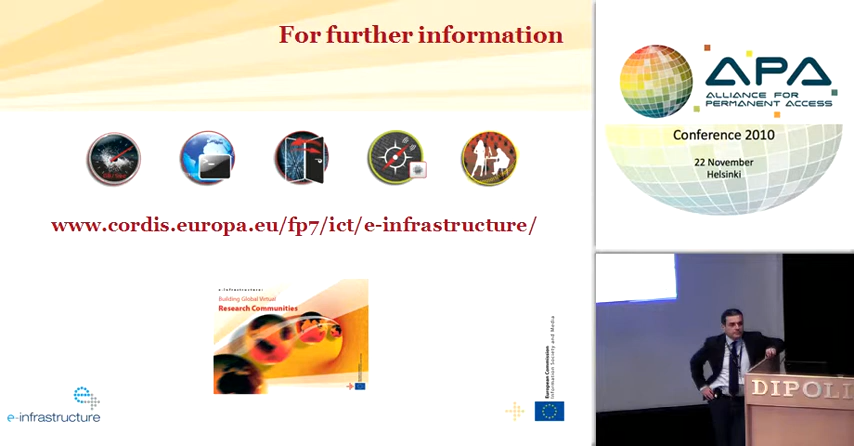 For further information
www.cordis.europa.eu/fp7/ict/e-infrastructure/
e-infrastructure:
Building Global Virtual
Research Communities
European Commission
Information Society and Media
e-infrastructure
APA
ALLIANCE FOR
PERMANENT ACCESS
Conference 2010
22 November
Helsinki
DIPOLI